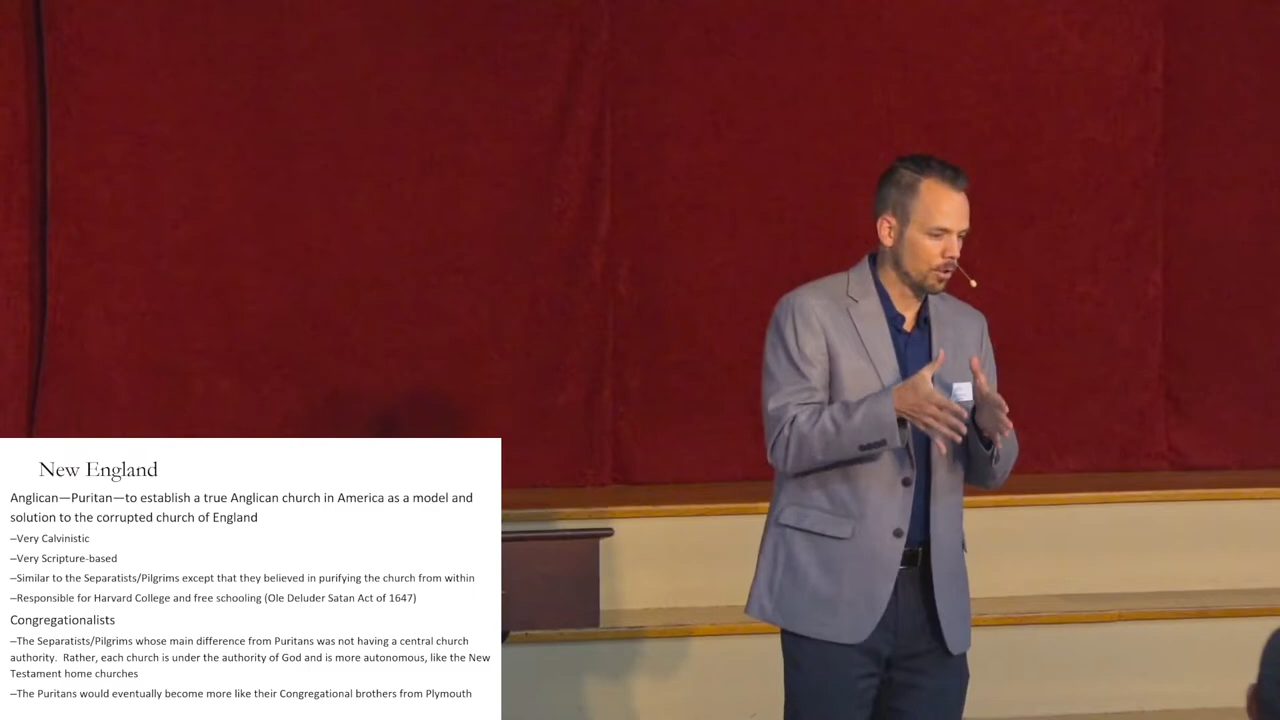 New England
Anglican—Puritan—to establish a true Anglican church in America as a model and
solution to the corrupted church of England
–Very Calvinistic
–Very Scripture-based
–Similar to the Separatists/Pilgrims except that they believed in purifying the church from within
–Responsible for Harvard College and free schooling (Ole Deluder Satan Act of 1647)
Congregationalists
–The Separatists/Pilgrims whose main difference from Puritans was not having a central church
authority.  Rather, each church is under the authority of God and is more autonomous, like the New
Testament home churches
–The Puritans would eventually become more like their Congregational brothers from Plymouth